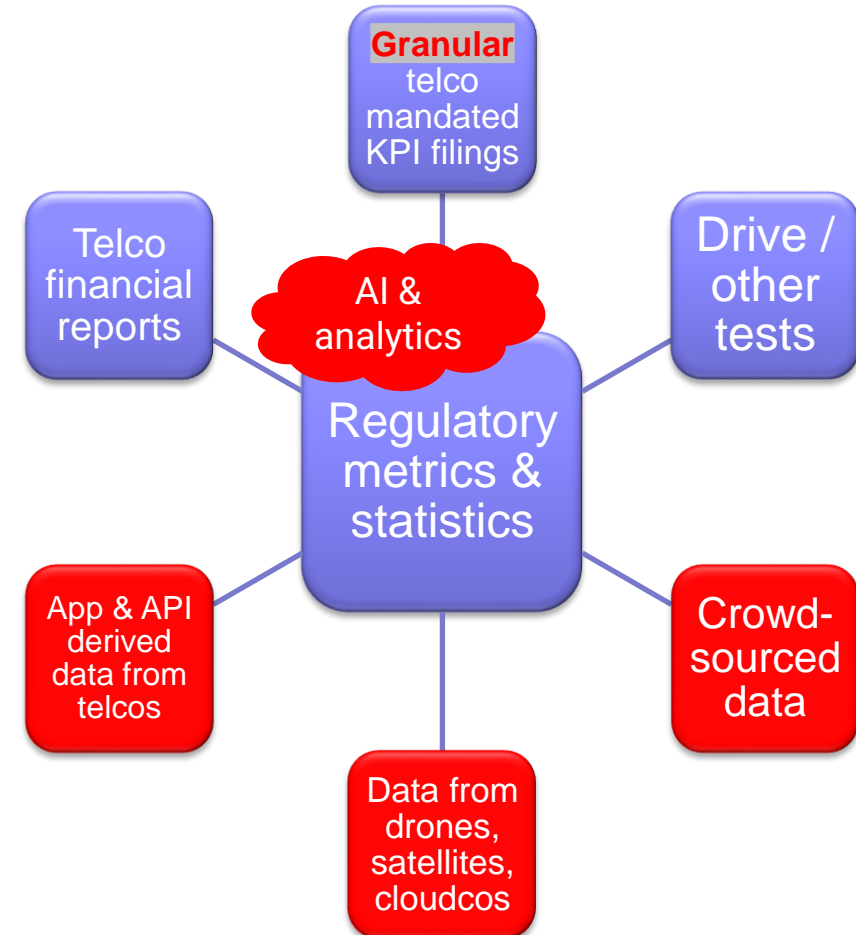 Granular
telco
mandated
KPI filings
Telco
financial
reports
AI &
analytics
Drive /
other
tests
Regulatory
metrics &
statistics
App & API
derived
data from
telcos
Crowd-
sourced
data
Data from
drones,
satellites,
cloudcos